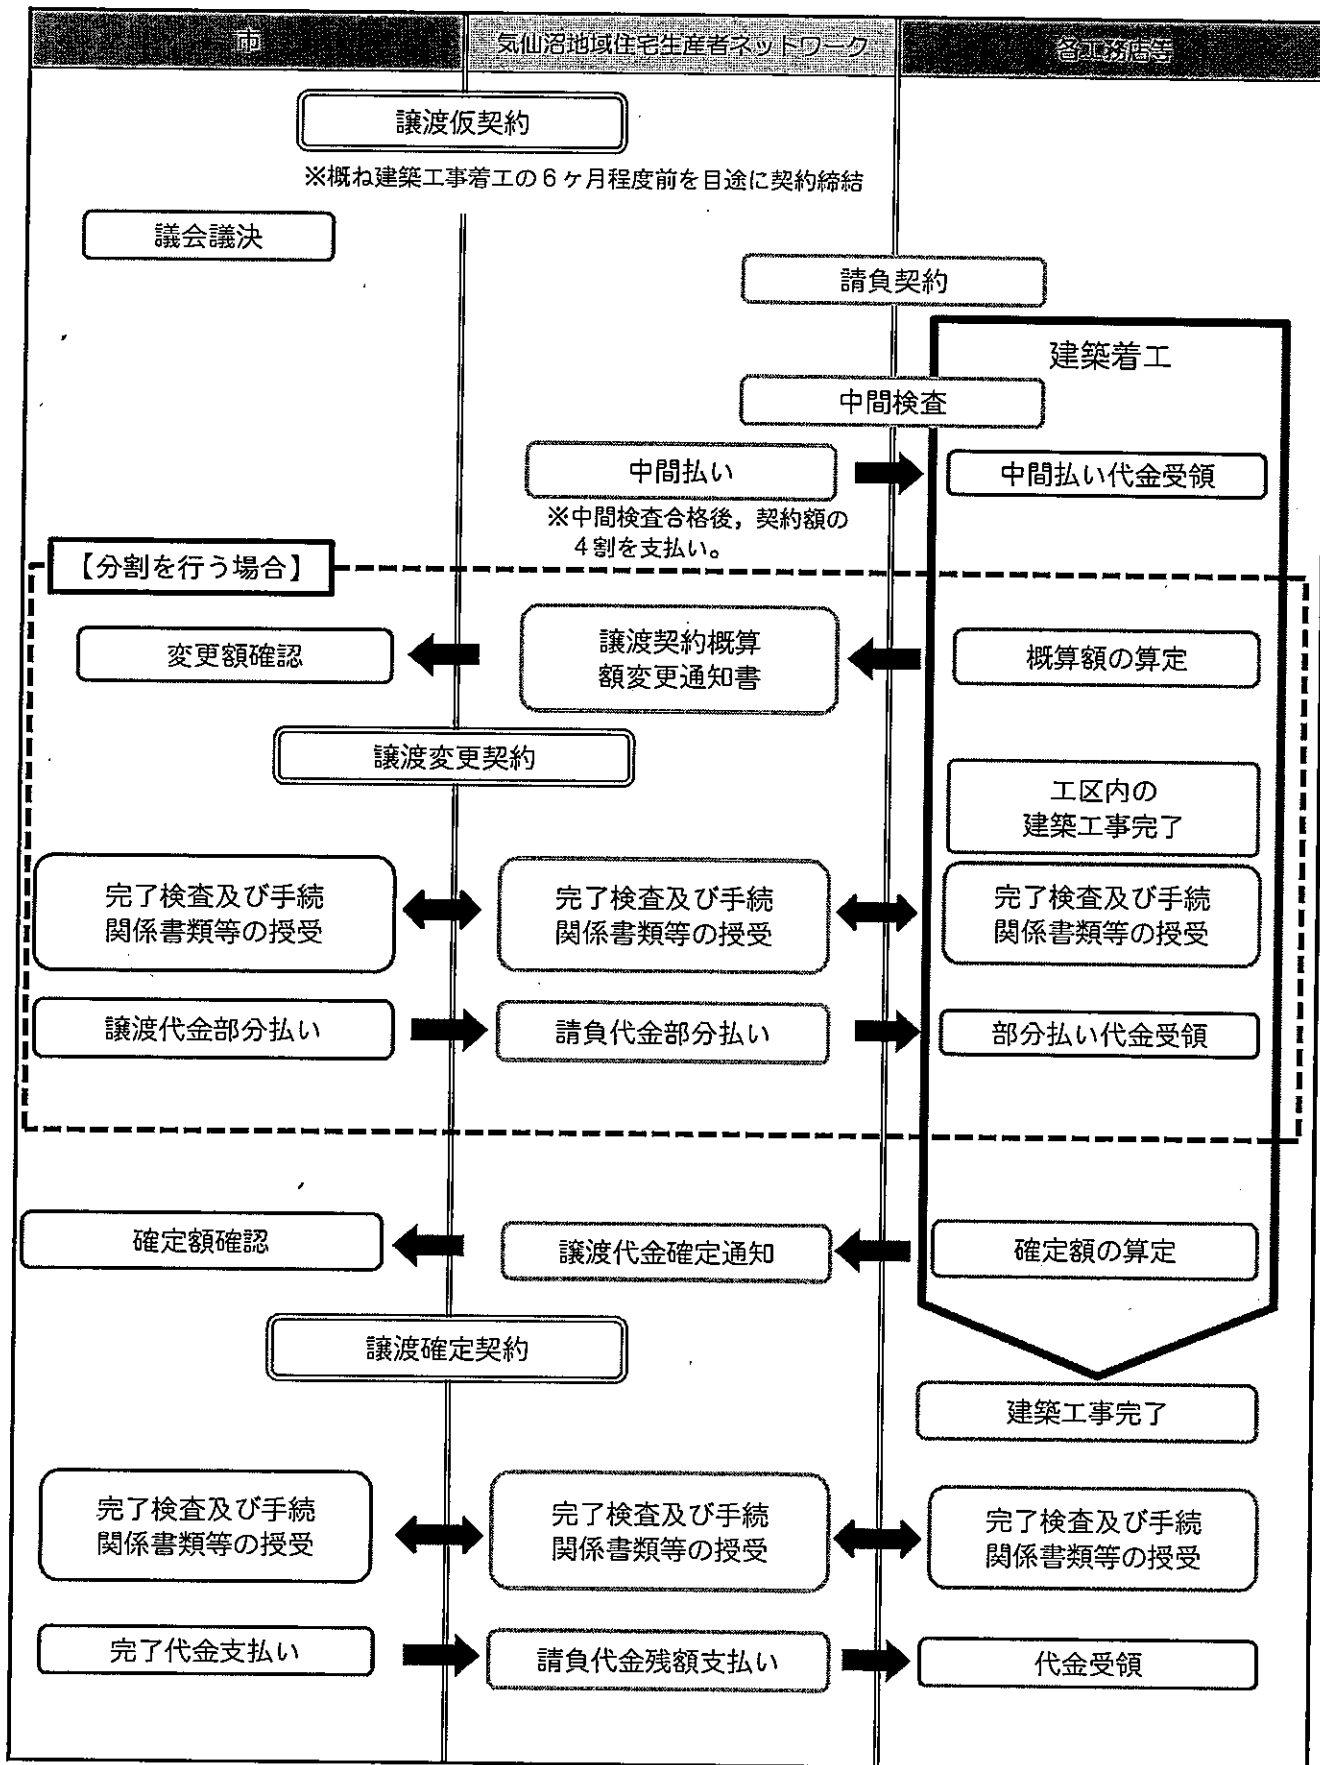 市
気仙沼地域住宅生産者ネットワーク
各工務店等
譲渡仮契約
※概ね建築工事着工の6ヶ月程度前を目途に契約締結
議会議決
請負契約
建築着工
中間検査
中間払い
中間払い代金受領
※中間検査合格後，契約額の
4割を支払い。
【分割を行う場合】
変更額確認
譲渡契約概算
額変更通知書
概算額の算定
譲渡変更契約
工区内の
建築工事完了
完了検査及び手続
関係書類等の授受
完了検査及び手続
関係書類等の授受
完了検査及び手続
関係書類等の授受
譲渡代金部分払い
請負代金部分払い
部分払い代金受領
確定額確認
譲渡代金確定通知
確定額の算定
譲渡確定契約
建築工事完了
完了検査及び手続
関係書類等の授受
完了検査及び手続
関係書類等の授受
完了検査及び手続
関係書類等の授受
完了代金支払い
請負代金残額支払い
代金受領